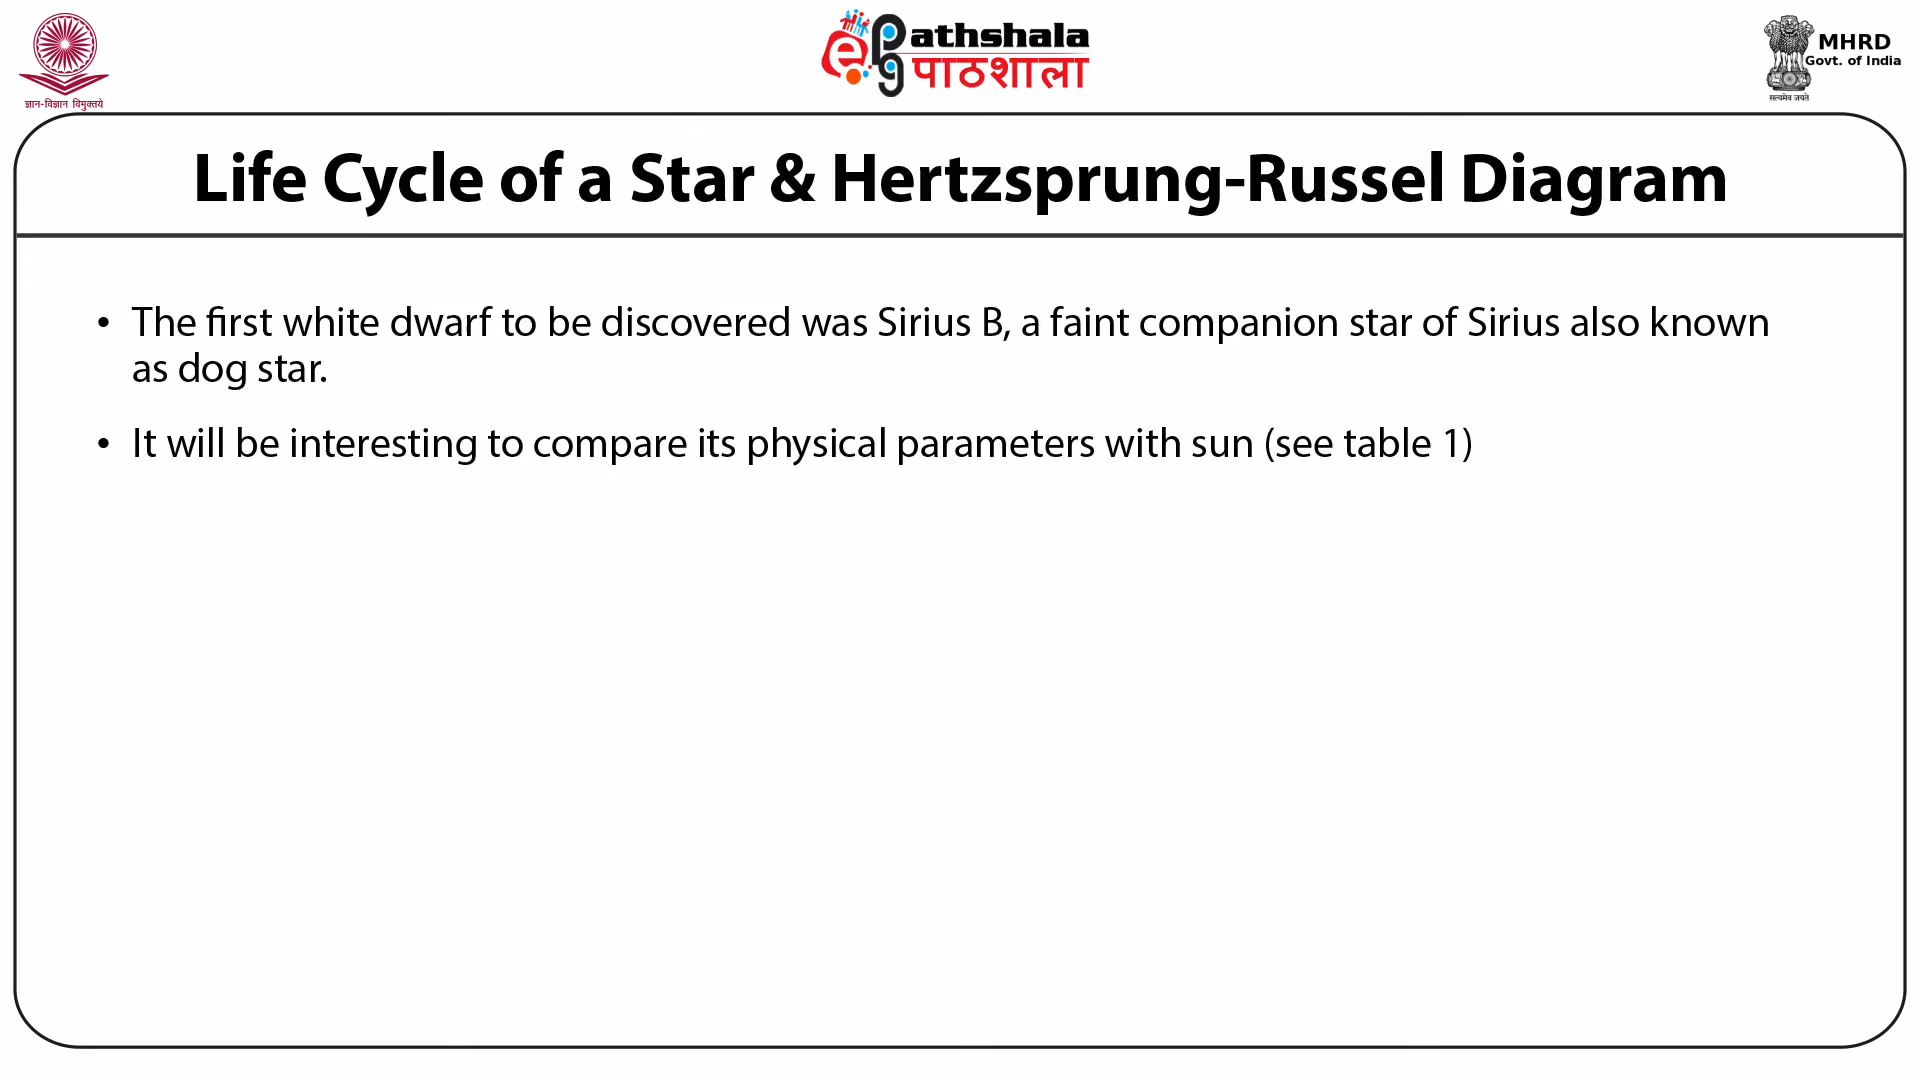 ज्ञान-विज्ञान विमुक्तये
e Pg athshala
पाठशाला
MHRD
Govt. of India
सत्यमेव जयते
Life Cycle of a Star & Hertzsprung-Russel Diagram
• The first white dwarf to be discovered was Sirius B, a faint companion star of Sirius also known
as dog star.
• It will be interesting to compare its physical parameters with sun (see table 1)